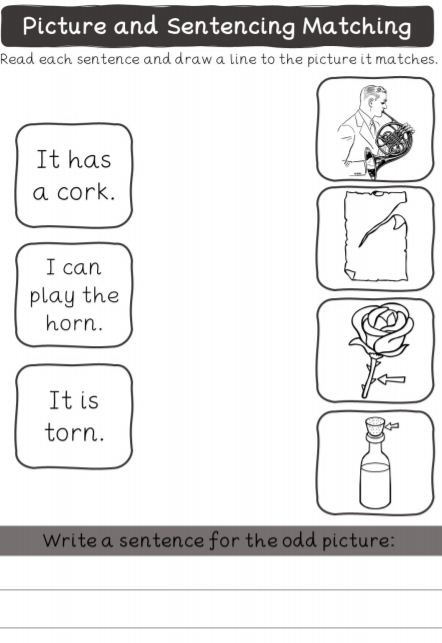 Picture and Sentencing Matching
Read each sentence and draw a line to the picture it matches.
It has
a cork.
I can
play the
horn.
It is
torn.
Write a sentence for the odd picture: